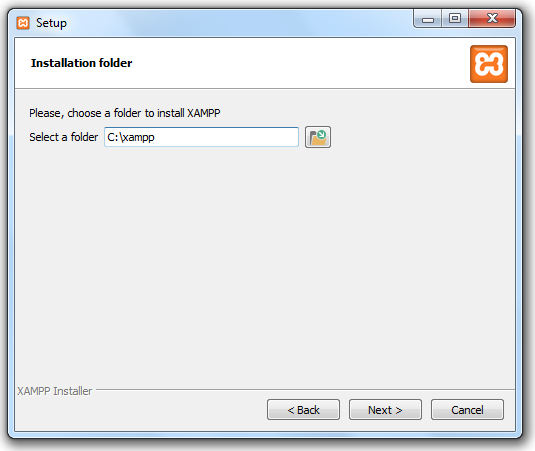 Setup
Installation folder
Please, choose a folder to install XAMPP
Select a folder C:\xampp
XAMPP Installer
< Back Next > Cancel